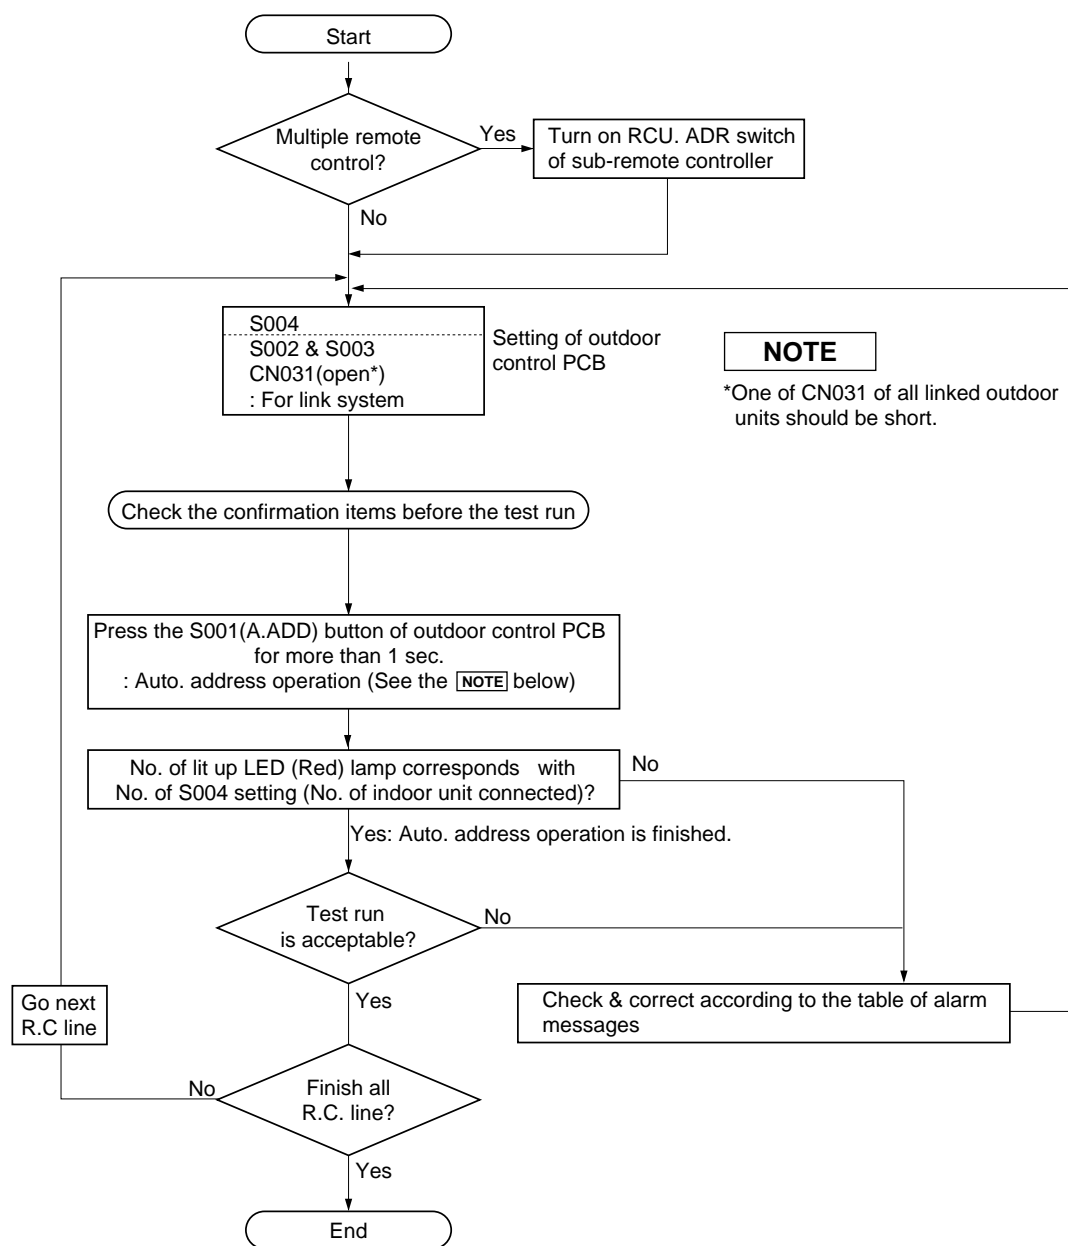 Start
Multiple remote
control?
Yes
Turn on RCU. ADR switch
of sub-remote controller
No
S004
S002 & S003
CN031(open*)
: For link system
Setting of outdoor
control PCB
NOTE
*One of CN031 of all linked outdoor
units should be short.
Check the confirmation items before the test run
Press the S001(A.ADD) button of outdoor control PCB
for more than 1 sec.
: Auto. address operation (See the NOTE below)
No. of lit up LED (Red) lamp corresponds with
No. of S004 setting (No. of indoor unit connected)?
No
Yes: Auto. address operation is finished.
Test run
is acceptable?
No
Yes
Go next
R.C line
Check & correct according to the table of alarm
messages
No
Finish all
R.C. line?
Yes
End